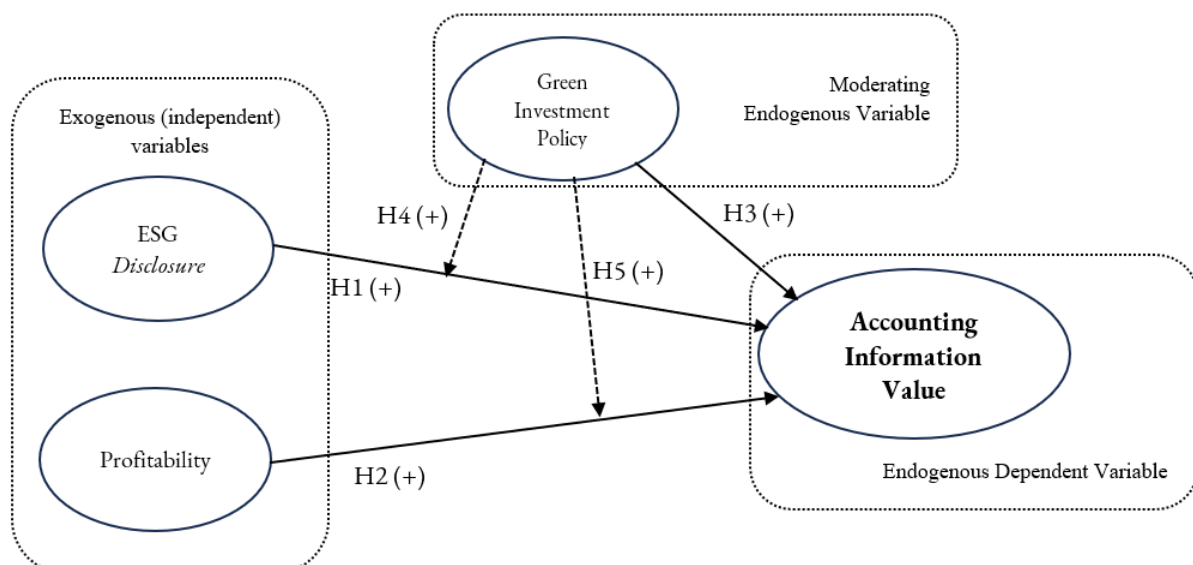 Green
Investment
Policy
Moderating
Endogenous Variable
Exogenous (independent)
variables
ESG
Disclosure
Profitability
H4 (+)
H3 (+)
H5 (+)
H1 (+)
H2 (+)
Accounting
Information
Value
Endogenous Dependent Variable